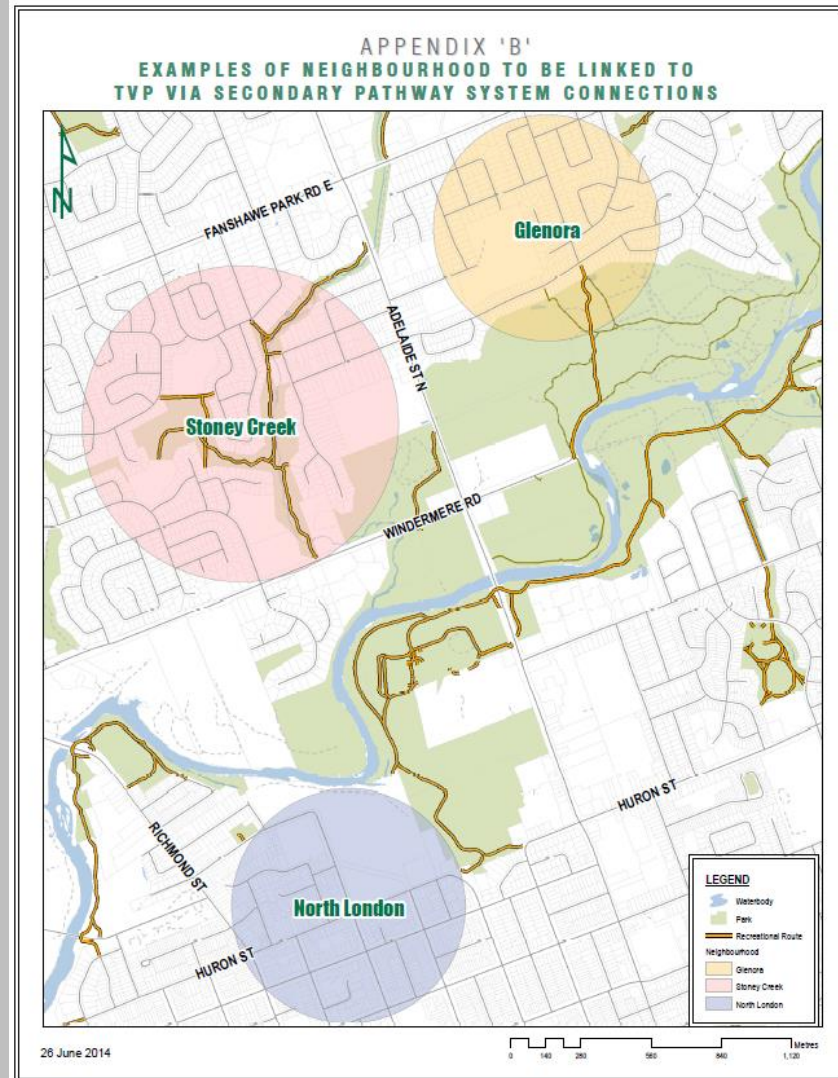 APPENDIX 'B'
EXAMPLES OF NEIGHBOURHOOD TO BE LINKED TO
TVP VIA SECONDARY PATHWAY SYSTEM CONNECTIONS
N
FANSHAWE PARK RD E
Glenora
ADELAIDE ST N
Stoney Creek
WINDERMERE RD
HURON ST
RICHMOND ST
North London
HURON ST
LEGEND
Waterbody
Park
Recreational Route
Neighbourhood
Glenora
Stoney Creek
North London
26 June 2014
Metres
0 140 280 560 840 1,120